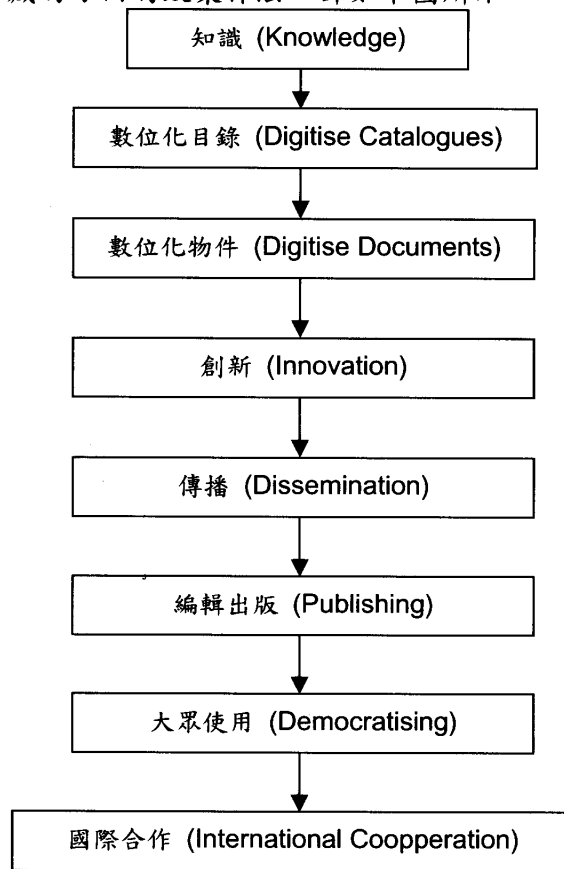 知識 (Knowledge)
數位化目錄 (Digitise Catalogues)
數位化物件 (Digitise Documents)
創新 (Innovation)
傳播 (Dissemination)
編輯出版 (Publishing)
大眾使用 (Democratising)
國際合作 (International Coopperation)